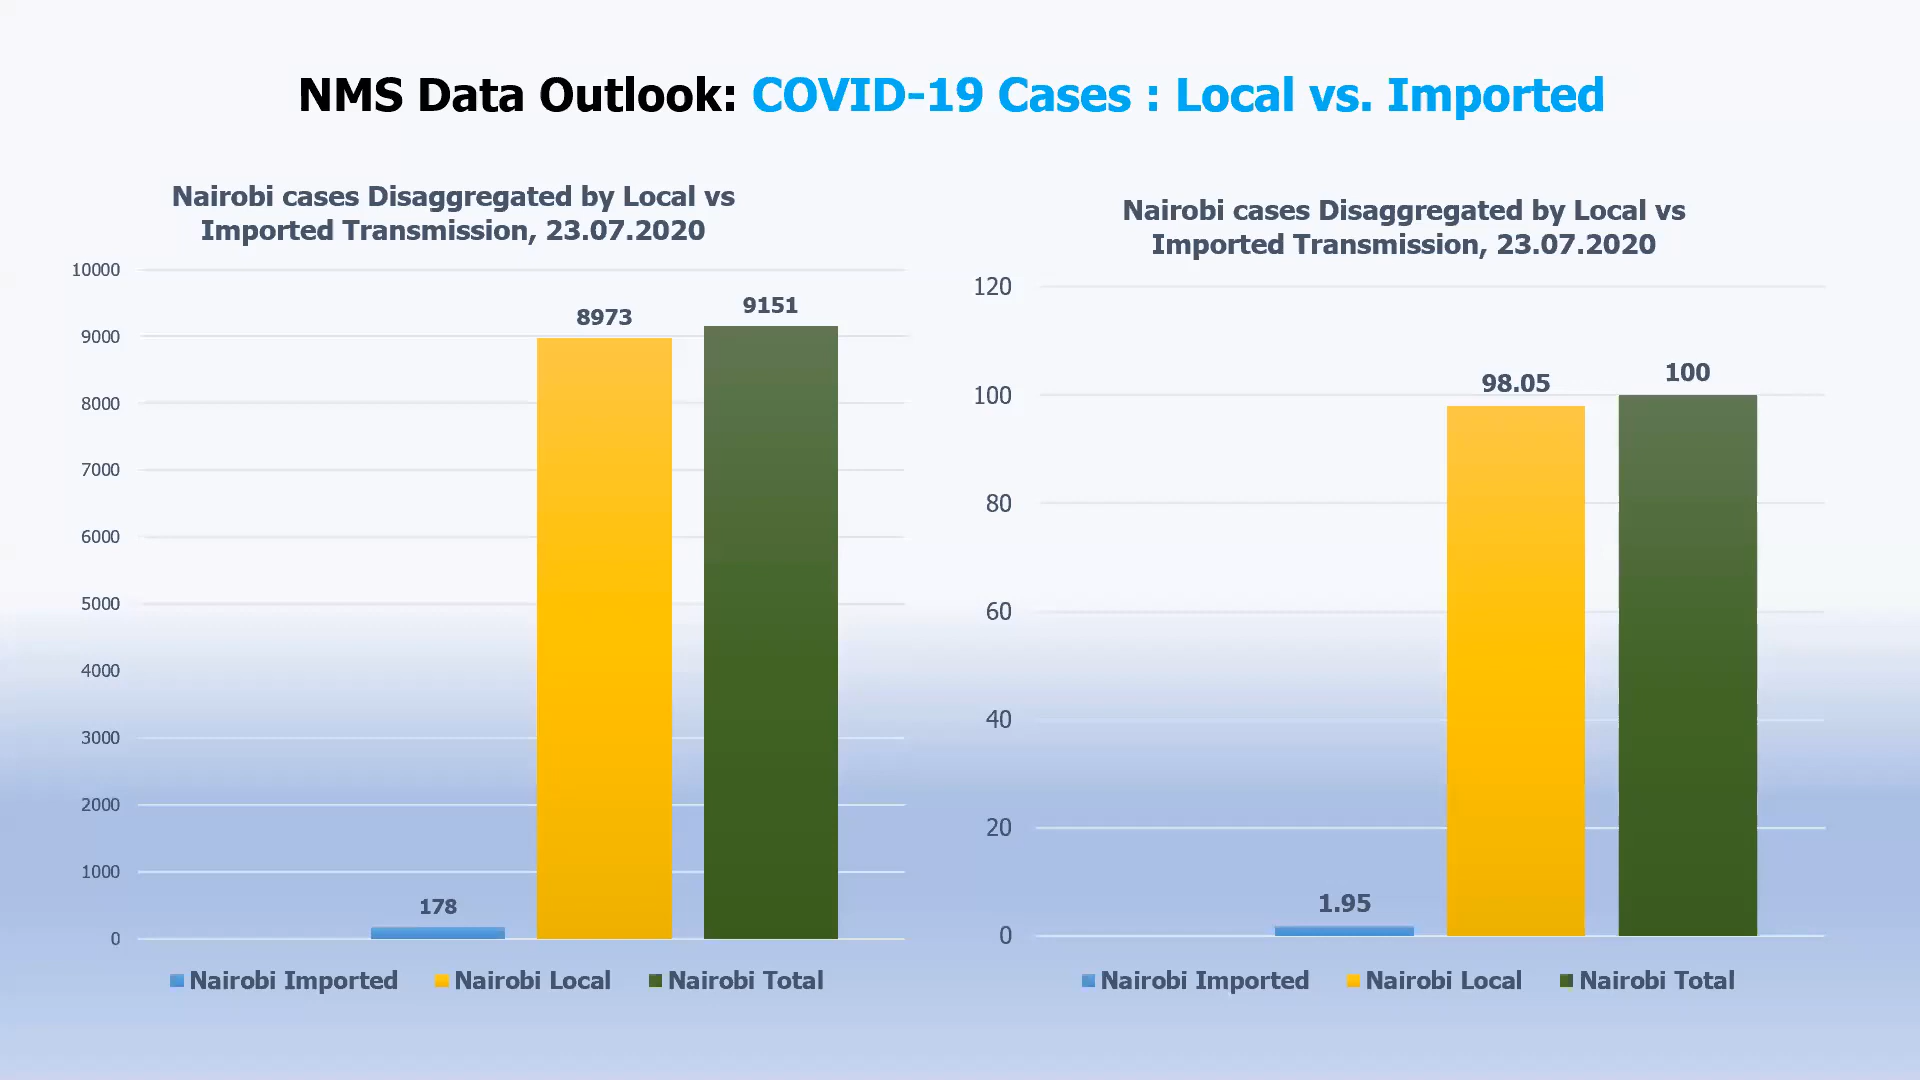 NMS Data Outlook: COVID-19 Cases : Local vs. Imported
Nairobi cases Disaggregated by Local vs
Imported Transmission, 23.07.2020
10000
9000
8000
7000
6000
5000
4000
3000
2000
1000
0
178
8973
9151
Nairobi Imported
Nairobi Local
Nairobi Total
Nairobi cases Disaggregated by Local vs
Imported Transmission, 23.07.2020
120
100
80
60
40
20
0
1.95
98.05
100
Nairobi Imported
Nairobi Local
Nairobi Total